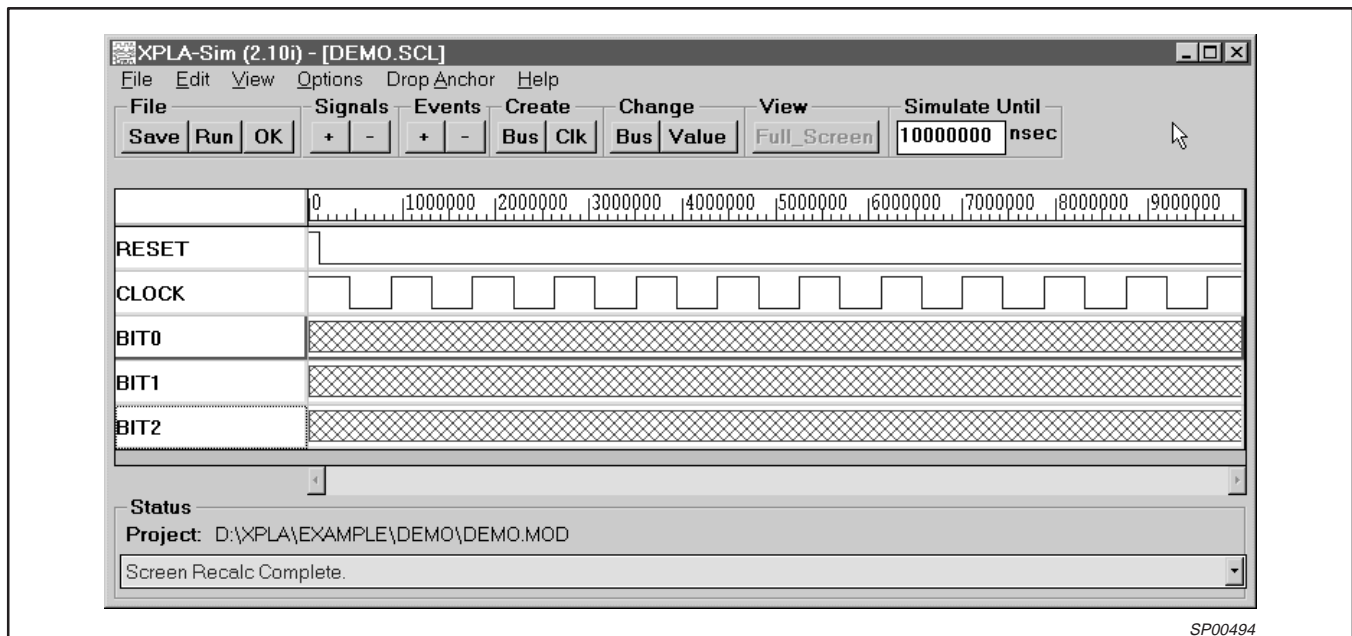 XPLA-Sim (2.10i) - [DEMO.SCL]
File Edit View Options Drop Anchor Help
File Signals Events Create Change View Simulate Until
Save Run OK + - + - Bus Clk Bus Value Full_Screen 10000000 nsec
0 1000000 2000000 3000000 4000000 5000000 6000000 7000000 8000000 9000000
RESET
CLOCK
BIT0
BIT1
BIT2
Status
Project: D:\XPLA\EXAMPLE\DEMO\DEMO.MOD
Screen Recalc Complete.
SP00494